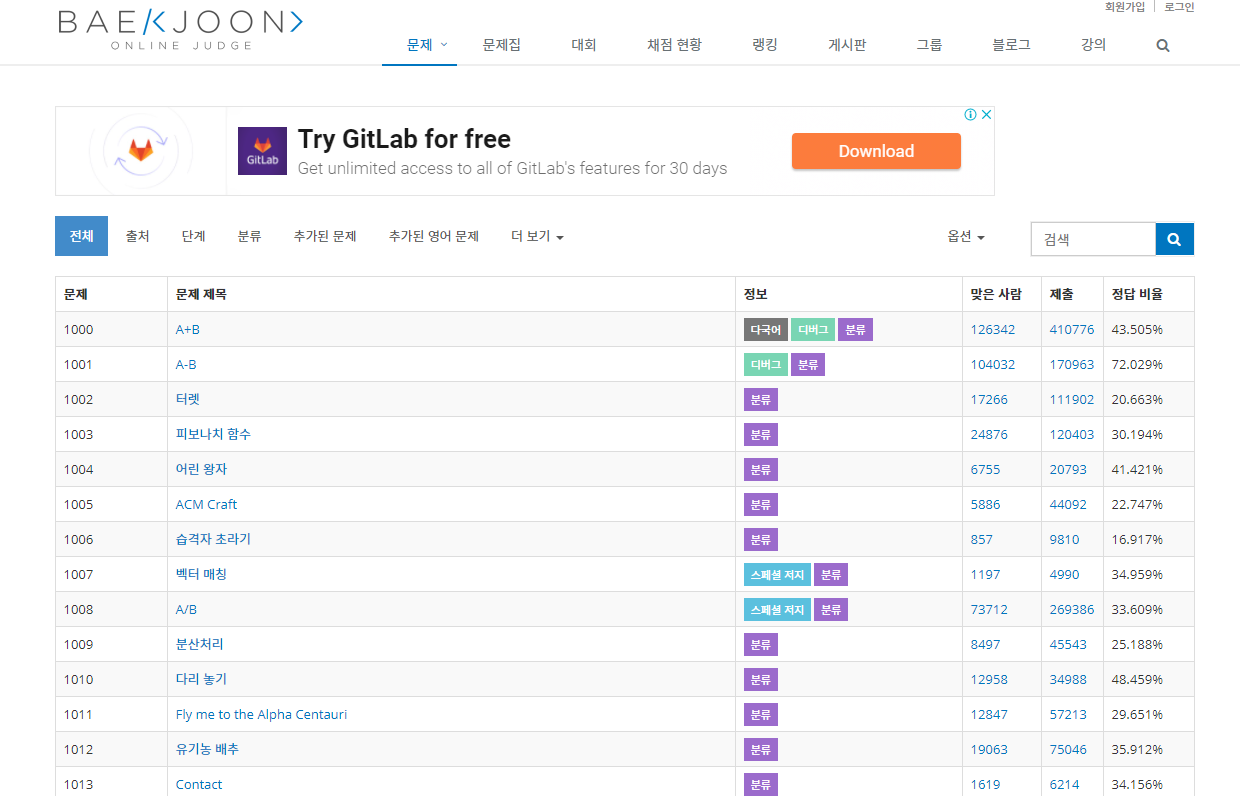 회원가입 로그인
BAEKJOON>
ONLINE JUDGE
문제 문제집 대회 채점 현황 랭킹 게시판 그룹 블로그 강의
Try GitLab for free
GitLab
Get unlimited access to all of GitLab's features for 30 days
Download
전체 출처 단계 분류 추가된 문제 추가된 영어 문제 더 보기 옵션 검색
문제 문제 제목 정보 맞은 사람 제출 정답 비율
1000 A+B 다국어 디버그 분류 126342 410776 43.505%
1001 A-B 디버그 분류 104032 170963 72.029%
1002 터렛 분류 17266 111902 20.663%
1003 피보나치 함수 분류 24876 120403 30.194%
1004 어린 왕자 분류 6755 20793 41.421%
1005 ACM Craft 분류 5886 44092 22.747%
1006 습격자 초라기 분류 857 9810 16.917%
1007 벡터 매칭 스페셜 저지 분류 1197 4990 34.959%
1008 A/B 스페셜 저지 분류 73712 269386 33.609%
1009 분산처리 분류 8497 45543 25.188%
1010 다리 놓기 분류 12958 34988 48.459%
1011 Fly me to the Alpha Centauri 분류 12847 57213 29.651%
1012 유기농 배추 분류 19063 75046 35.912%
1013 Contact 분류 1619 6214 34.156%